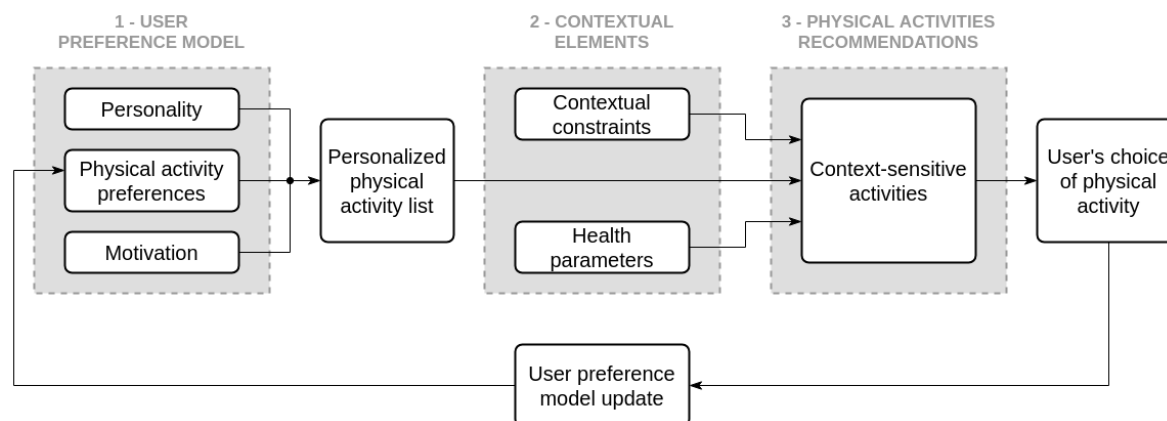 1 - USER
PREFERENCE MODEL
2 - CONTEXTUAL
ELEMENTS
3 - PHYSICAL ACTIVITIES
RECOMMENDATIONS
Personality
Physical activity
preferences
Motivation
Personalized
physical
activity list
Contextual
constraints
Health
parameters
Context-sensitive
activities
User's choice
of physical
activity
User preference
model update